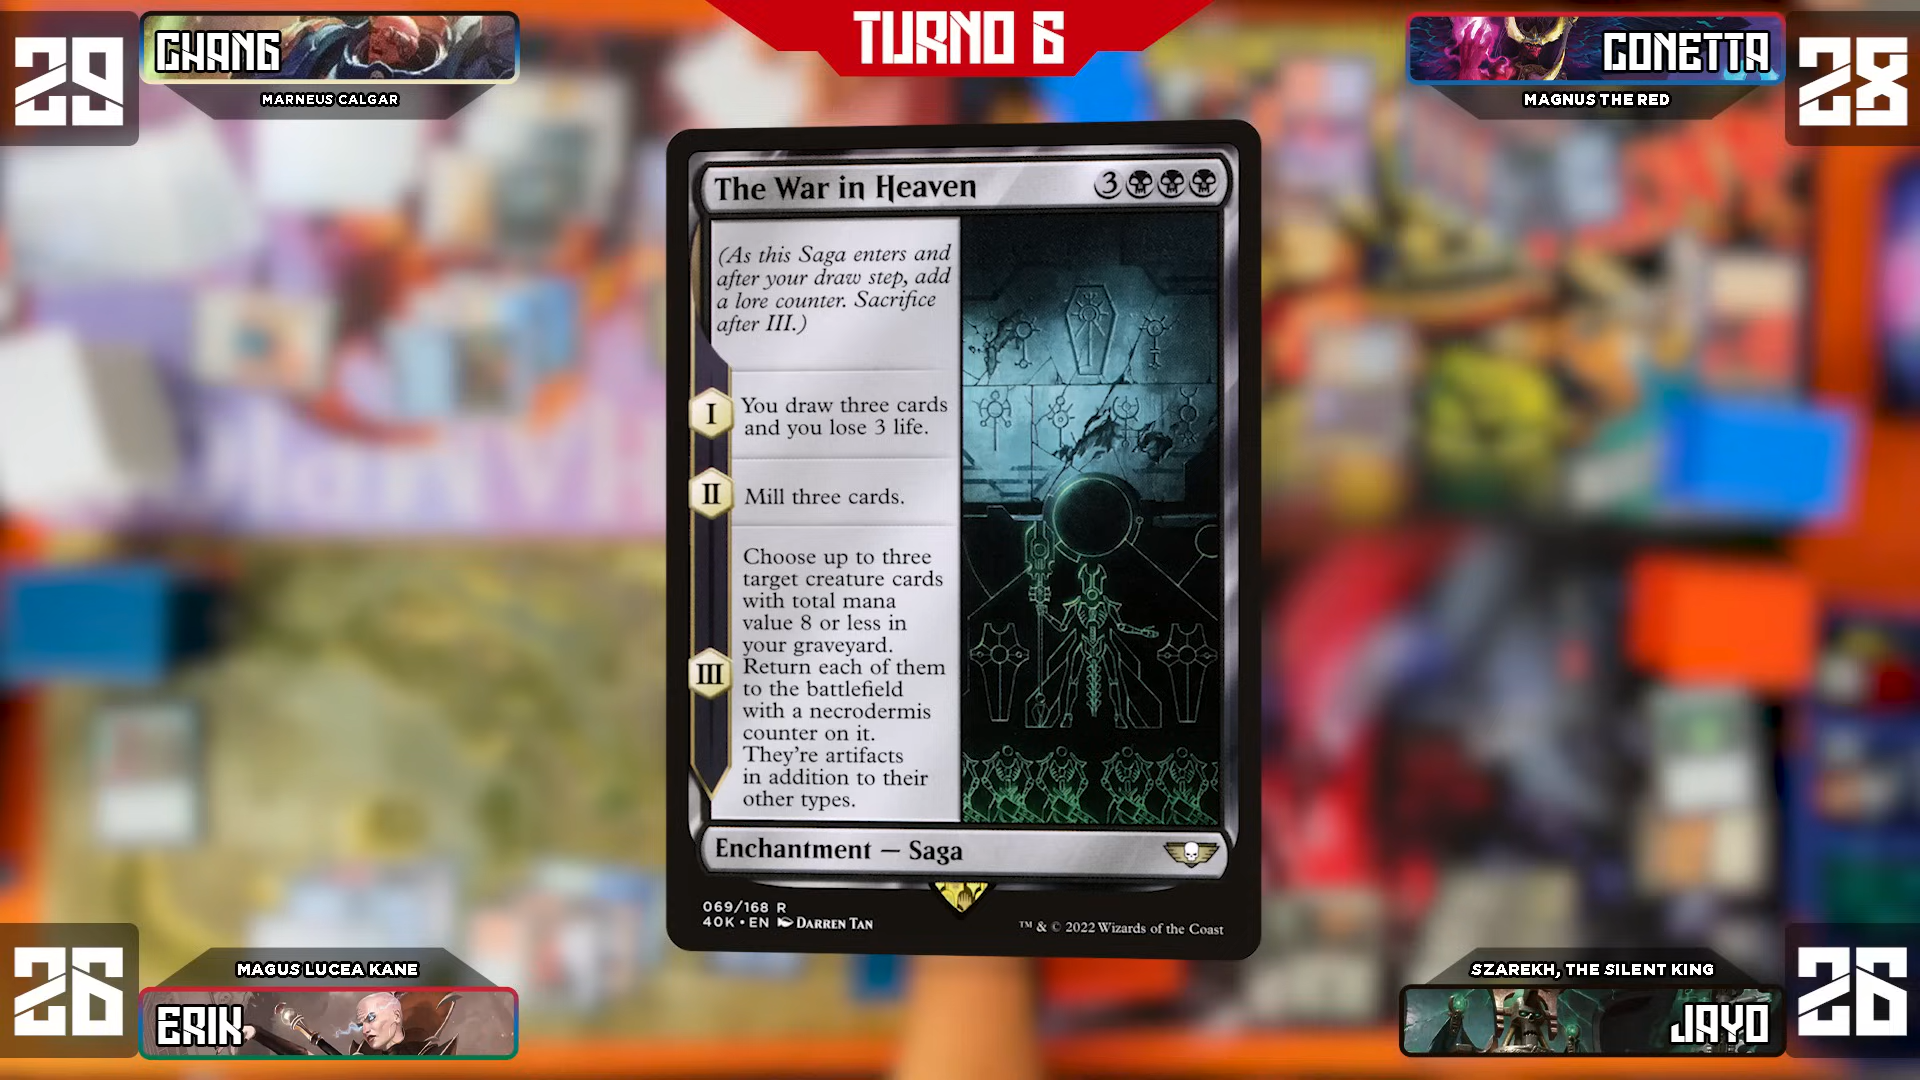 29
CHANG
MARNEUS CALGAR
TURNO 6
GONETTA
28
MAGNUS THE RED
The War in Heaven
3
(As this Saga enters and
after your draw step, add
a lore counter. Sacrifice
after III.)
I
You draw three cards
and you lose 3 life.
II
Mill three cards.
III
Choose up to three
target creature cards
with total mana
value 8 or less in
your graveyard.
Return each of them
to the battlefield
with a necrodermis
counter on it.
They're artifacts
in addition to their
other types.
Enchantment — Saga
069/168 R
40K • EN DARREN TAN
™ & © 2022 Wizards of the Coast
26
MAGUS LUCEA KANE
ERIK
SZAREKH, THE SILENT KING
JAYO
26